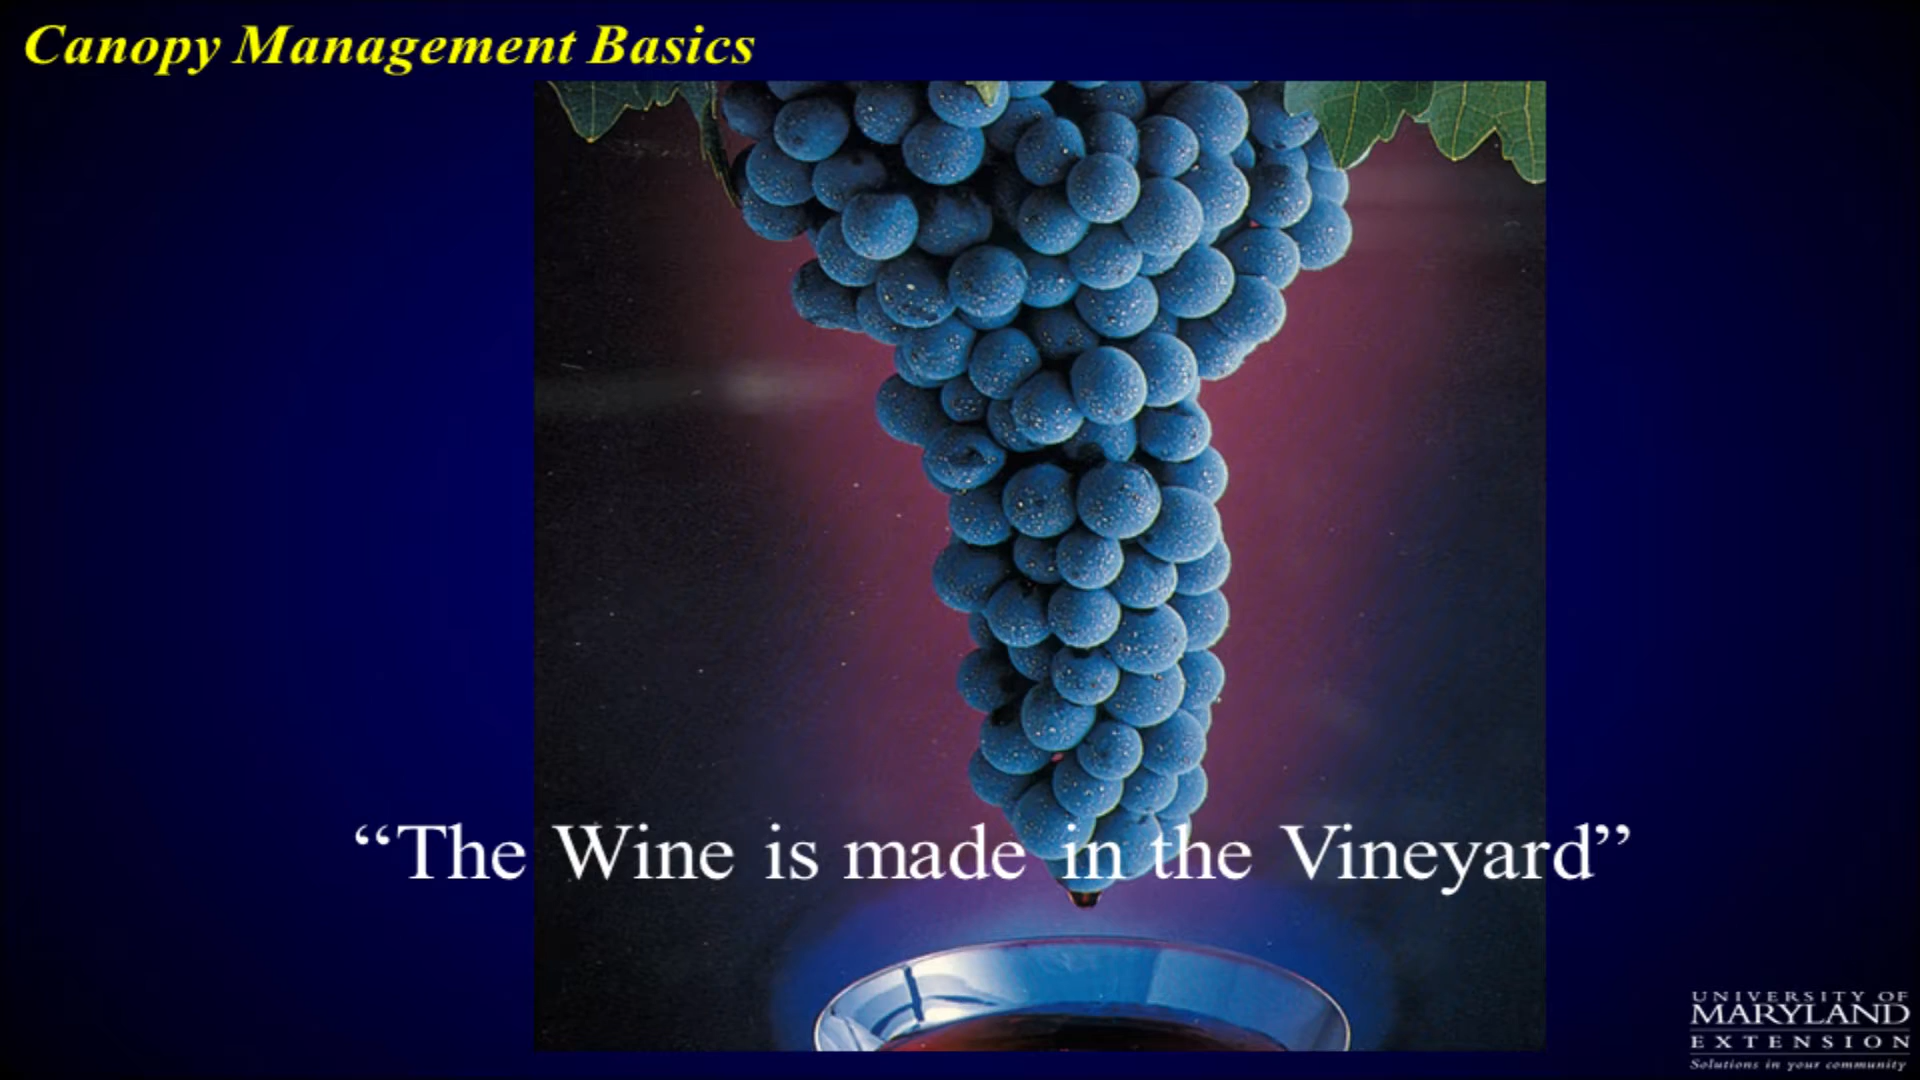 Canopy Management Basics
“The Wine is made in the Vineyard”
UNIVERSITY OF
MARYLAND
EXTENSION
Solutions in your community